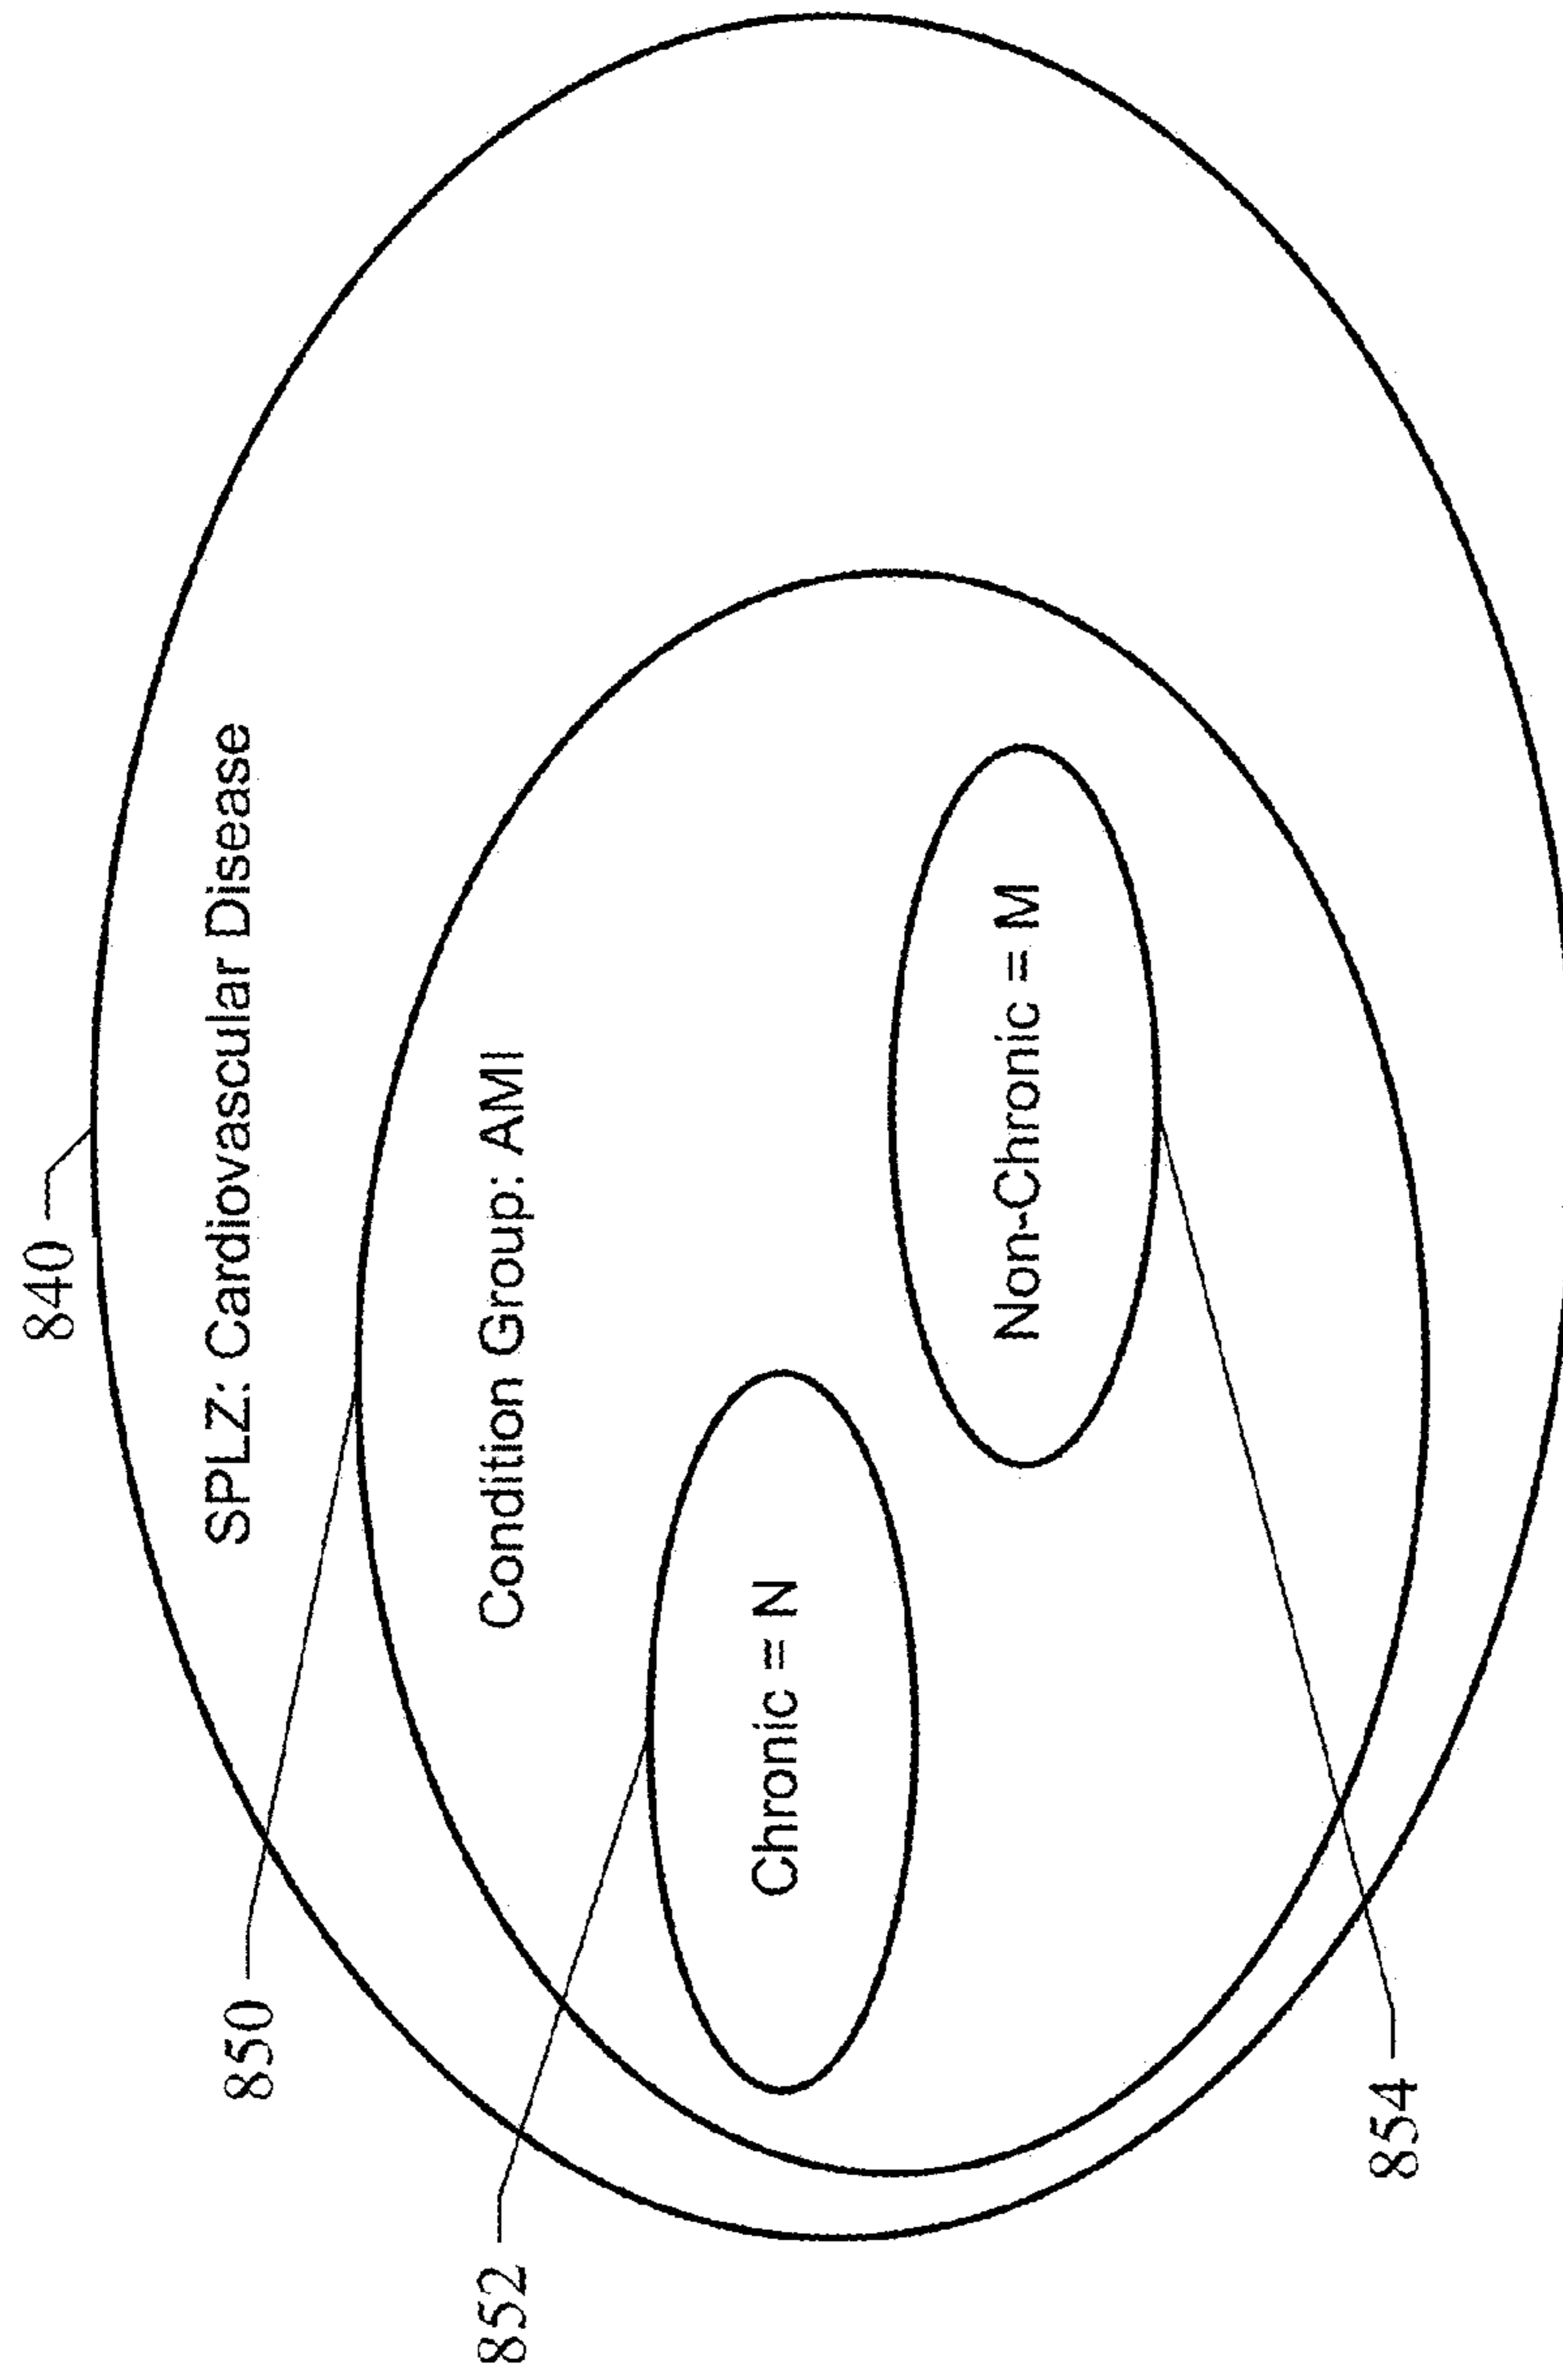 840
SPLZ: Cardiovascular Disease
850
Condition Group: AMI
852
Chronic = N
Non-Chronic = M
854